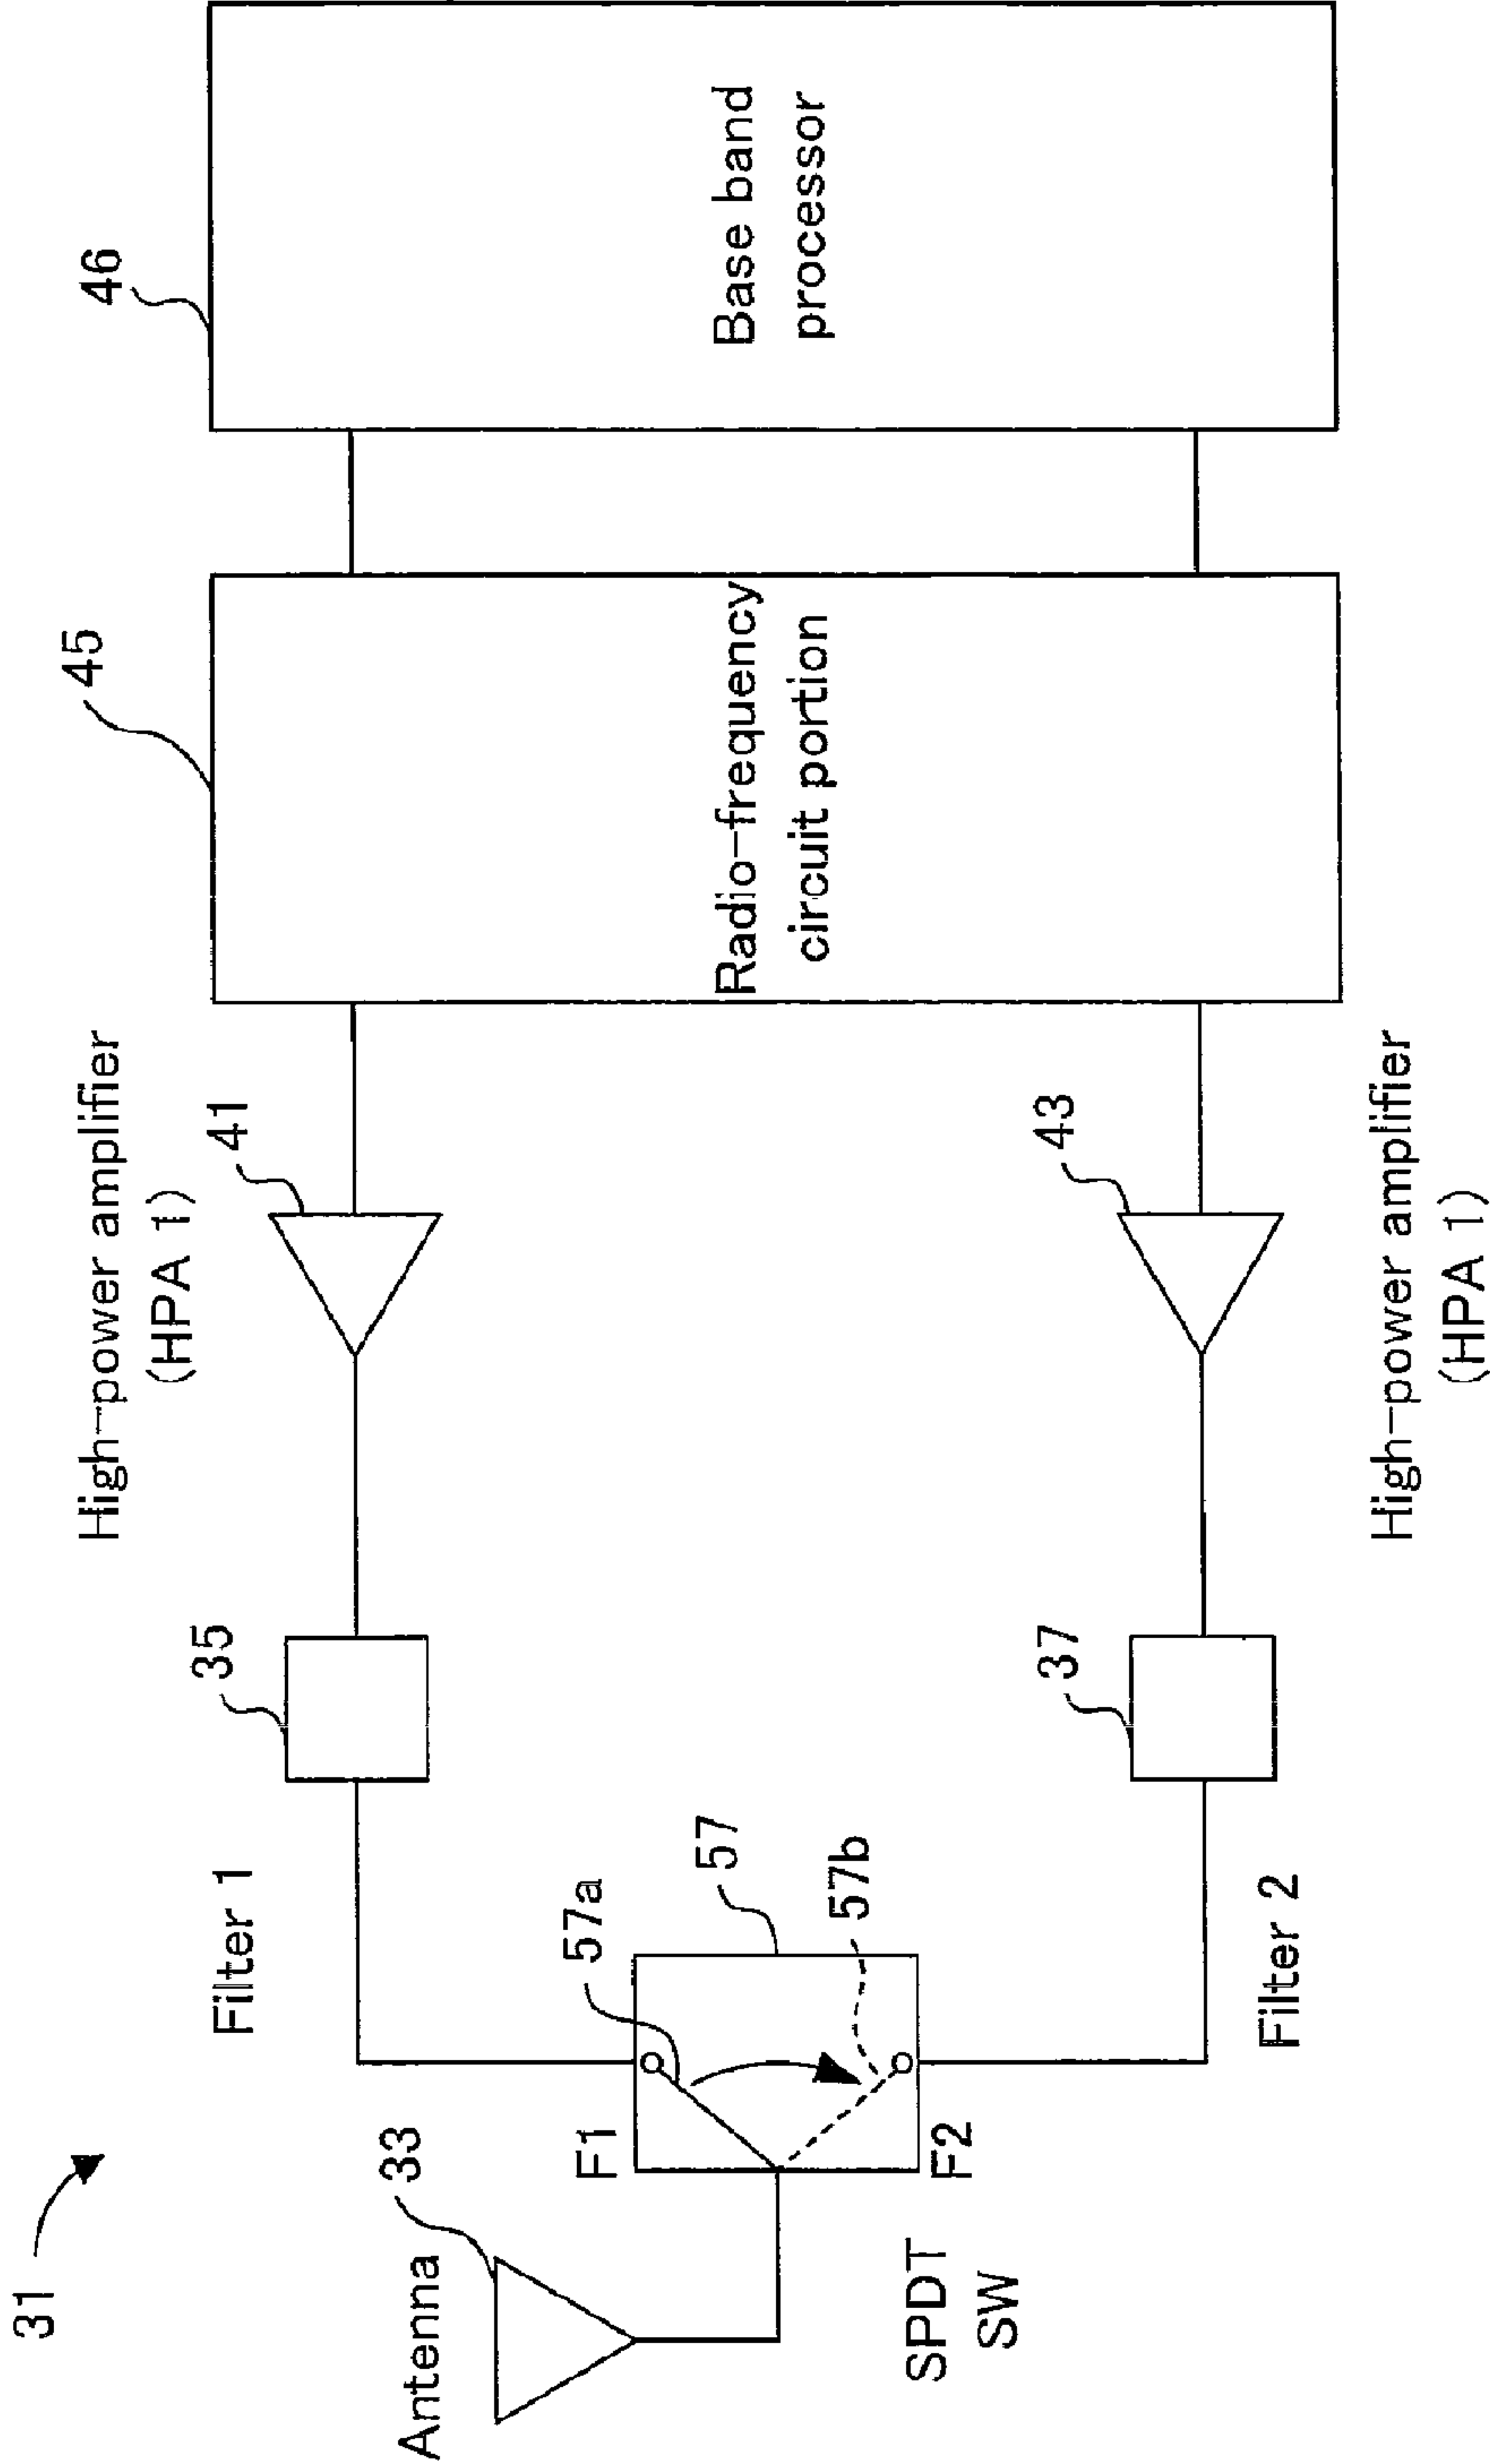 31
Antenna
33
SPDT
SW
F1
F2
57a
57
57b
Filter 1
35
Filter 2
37
High-power amplifier
(HPA 1)
41
43
High-power amplifier
(HPA 1)
45
Radio-frequency
circuit portion
46
Base band
processor